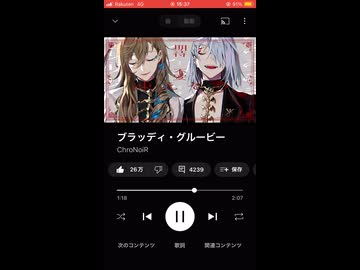 Rakuten 4G 15:37 91%
曲 動画
ブラッディ・グルービー
ChroNoiR
26万 4239 保存
1:18 2:07
次のコンテンツ 歌詞 関連コンテンツ